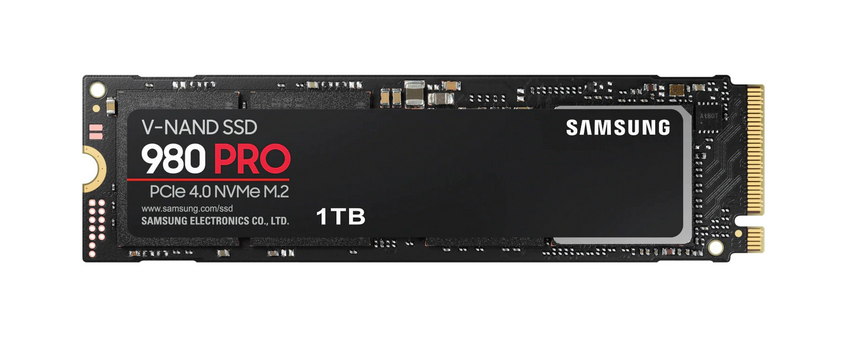 V-NAND SSD
SAMSUNG
980 PRO
PCIe 4.0 NVMe M.2
www.samsung.com/ssd
SAMSUNG ELECTRONICS CO., LTD.
1TB